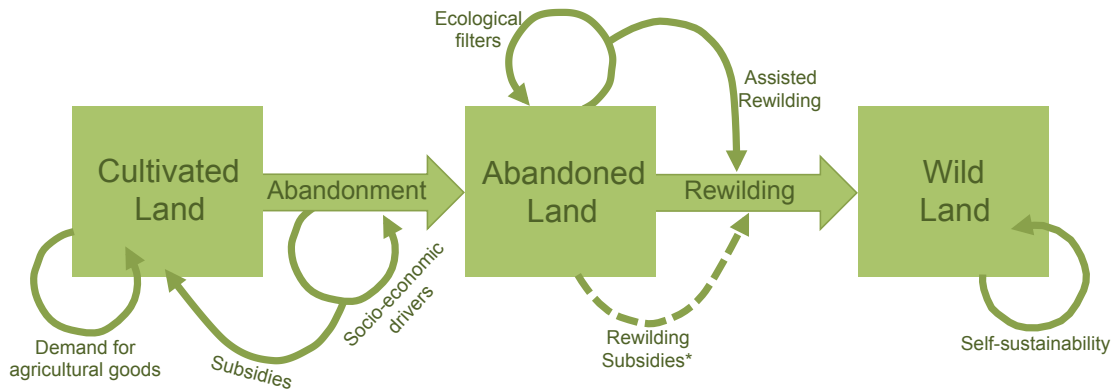 Ecological
filters
Assisted
Rewilding
Cultivated
Land
Abandonment
Abandoned
Land
Rewilding
Wild
Land
Demand for
agricultural goods
Subsidies
Socio-economic
drivers
Rewilding
Subsidies*
Self-sustainability